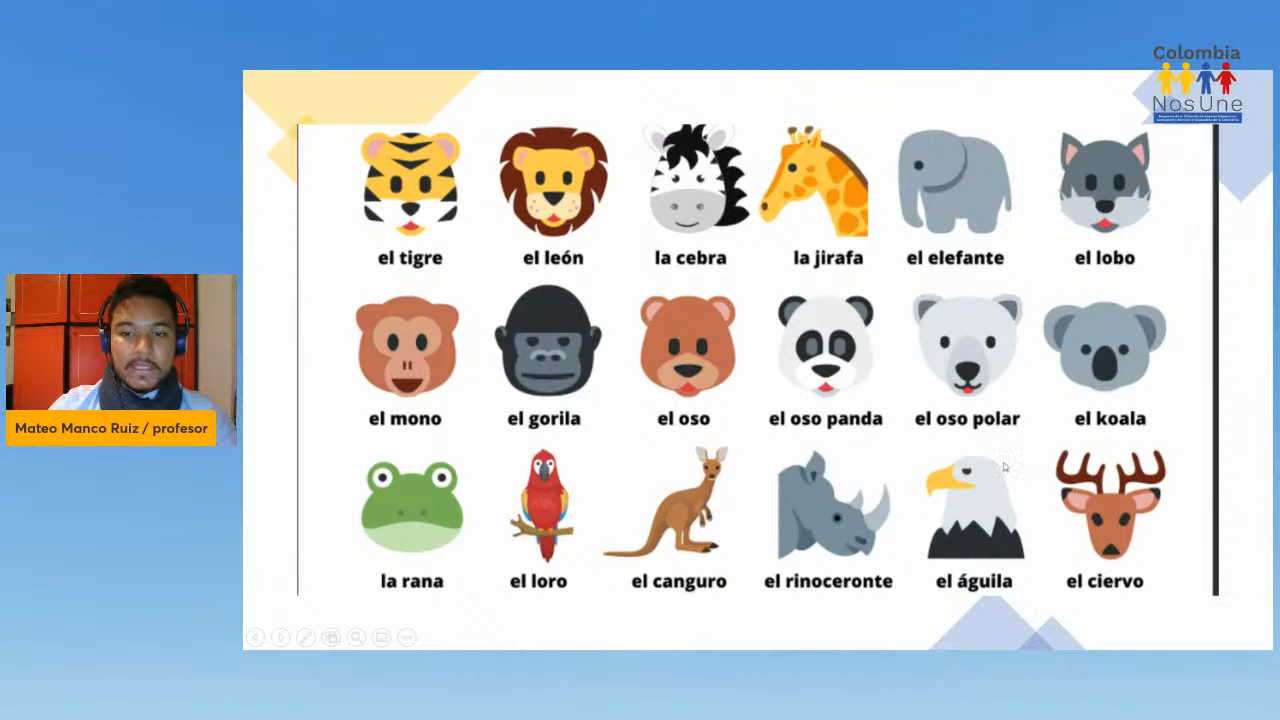 Colombia
NosUne
el tigre
el león
la cebra
la jirafa
el elefante
el lobo
el mono
el gorila
el oso
el oso panda
el oso polar
el koala
Mateo Manco Ruiz / profesor
la rana
el loro
el canguro
el rinoceronte
el águila
el ciervo